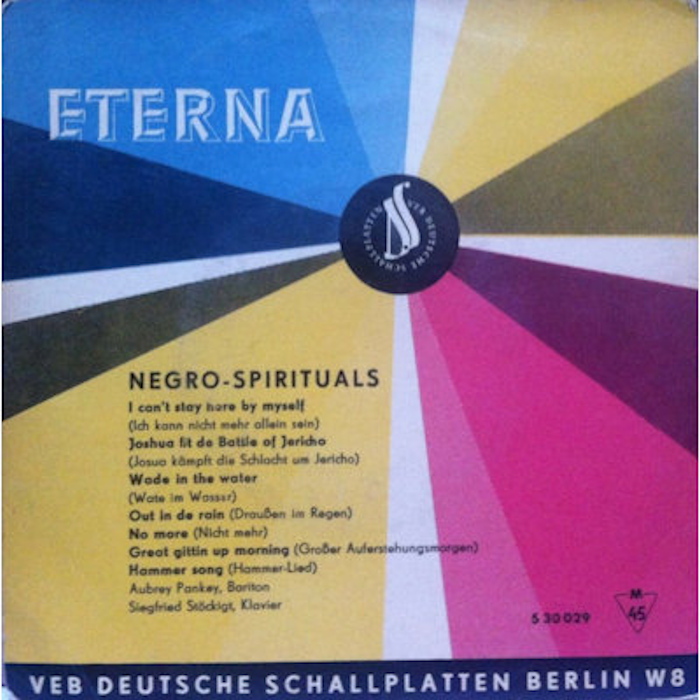 ETERNA
VEB DEUTSCHE SCHALLPLATTEN
NEGRO-SPIRITUALS
I can't stay here by myself
(Ich kann nicht mehr allein sein)
Joshua fit de Battle of Jericho
(Josua kämpft die Schlacht um Jericho)
Wade in the water
(Wate im Wasser)
Out in de rain (Draußen im Regen)
No more (Nicht mehr)
Great gittin up morning (Großer Auferstehungsmorgen)
Hammer song (Hammer-Lied)
Aubrey Pankey, Bariton
Siegfried Stöckigt, Klavier
5 30 029
M
45
VEB DEUTSCHE SCHALLPLATTEN BERLIN W8